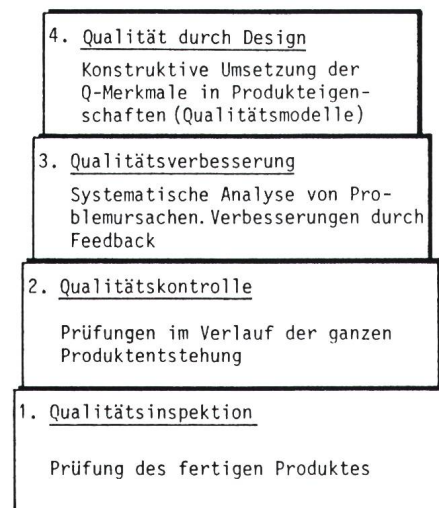 4. Qualität durch Design
Konstruktive Umsetzung der
Q-Merkmale in Produkteigen-
schaften (Qualitätsmodelle)
3. Qualitätsverbesserung
Systematische Analyse von Pro-
blemursachen. Verbesserungen durch
Feedback
2. Qualitätskontrolle
Prüfungen im Verlauf der ganzen
Produktentstehung
1. Qualitätsinspektion
Prüfung des fertigen Produktes